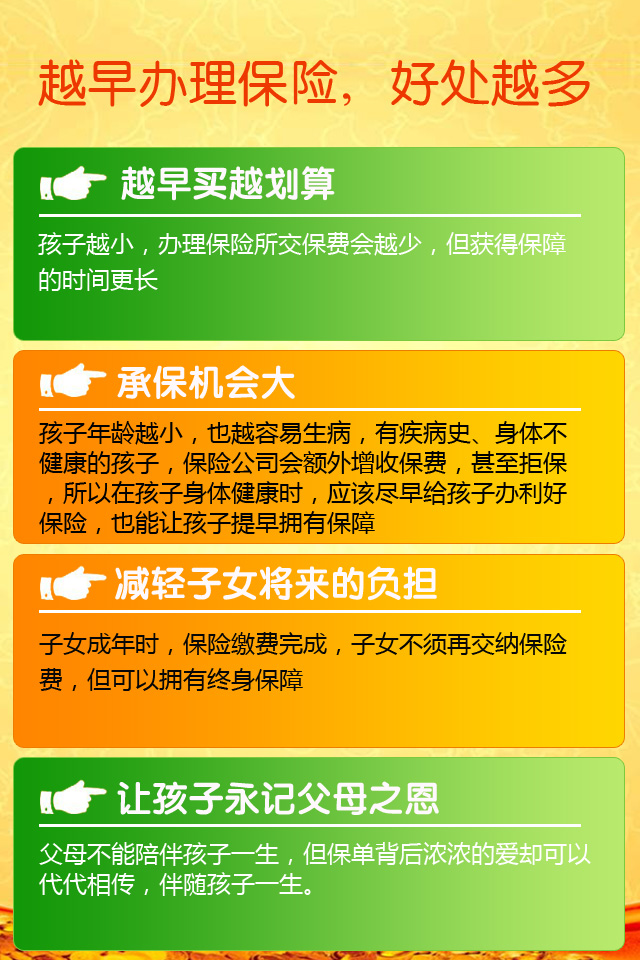 越早办理保险，好处越多
越早买越划算
孩子越小，办理保险所交保费会越少，但获得保障
的时间更长
承保机会大
孩子年龄越小，也越容易生病，有疾病史、身体不
健康的孩子，保险公司会额外增收保费，甚至拒保
，所以在孩子身体健康时，应该尽早给孩子办利好
保险，也能让孩子提早拥有保障
减轻子女将来的负担
子女成年时，保险缴费完成，子女不须再交纳保险
费，但可以拥有终身保障
让孩子永记父母之恩
父母不能陪伴孩子一生，但保单背后浓浓的爱却可以
代代相传，伴随孩子一生。